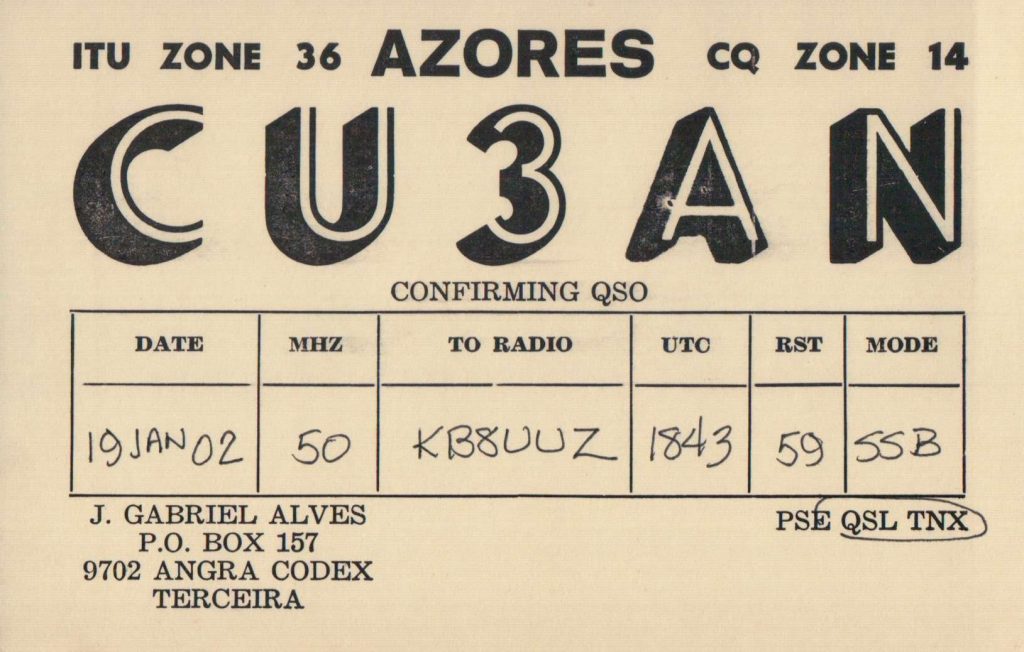 ITU ZONE 36 AZORES CQ ZONE 14
CU3AN
CONFIRMING QSO
DATE MHZ TO RADIO UTC RST MODE
19 JAN 02 50 KB8UUZ 1843 59 SSB
J. GABRIEL ALVES
PSE QSL TNX
P.O. BOX 157
9702 ANGRA CODEX
TERCEIRA